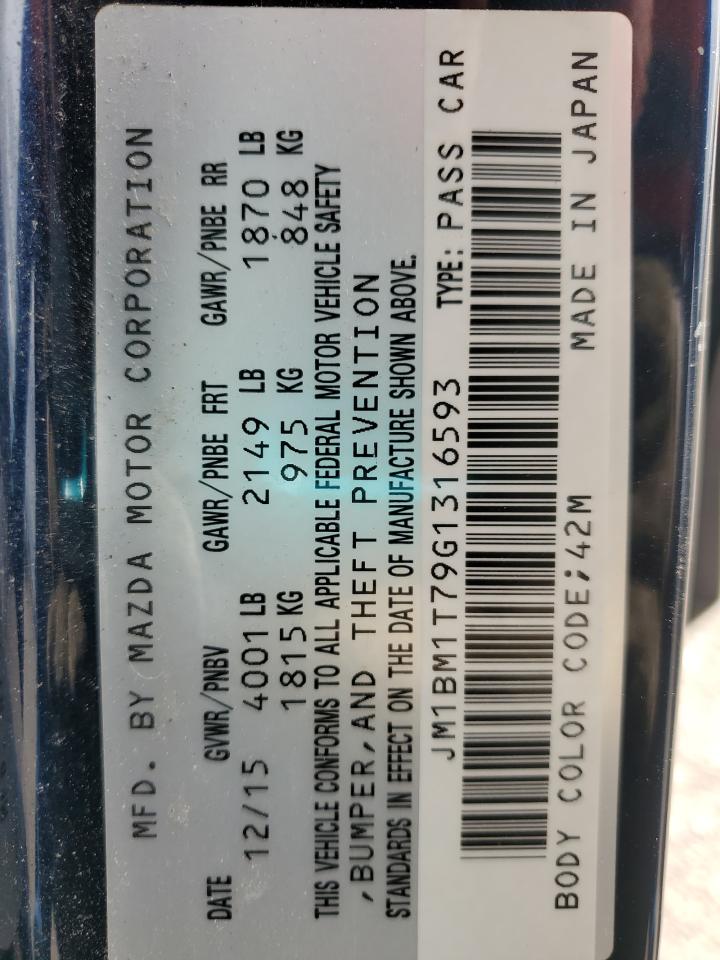 MFD. BY MAZDA MOTOR CORPORATION
DATE GVWR/PNBV GAWR/PNBE FRT GAWR/PNBE RR
12/15 4001 LB 2149 LB 1870 LB
1815 KG 975 KG 848 KG
THIS VEHICLE CONFORMS TO ALL APPLICABLE FEDERAL MOTOR VEHICLE SAFETY
,BUMPER,AND THEFT PREVENTION
STANDARDS IN EFFECT ON THE DATE OF MANUFACTURE SHOWN ABOVE.
JM1BM1T79G1316593 TYPE: PASS CAR
BODY COLOR CODE;42M MADE IN JAPAN